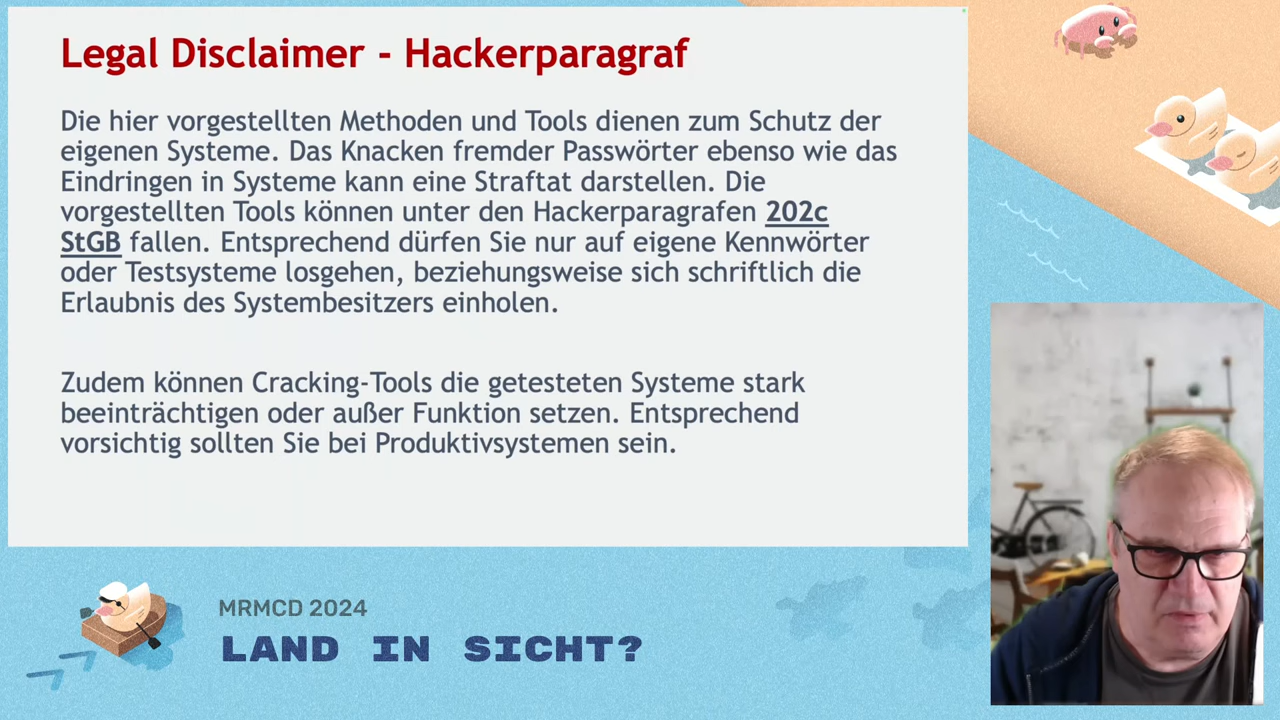 Legal Disclaimer - Hackerparagraf
Die hier vorgestellten Methoden und Tools dienen zum Schutz der
eigenen Systeme. Das Knacken fremder Passwörter ebenso wie das
Eindringen in Systeme kann eine Straftat darstellen. Die
vorgestellten Tools können unter den Hackerparagrafen 202c
StGB fallen. Entsprechend dürfen Sie nur auf eigene Kennwörter
oder Testsysteme losgehen, beziehungsweise sich schriftlich die
Erlaubnis des Systembesitzers einholen.
Zudem können Cracking-Tools die getesteten Systeme stark
beeinträchtigen oder außer Funktion setzen. Entsprechend
vorsichtig sollten Sie bei Produktivsystemen sein.
MRMCD 2024
LAND IN SICHT?